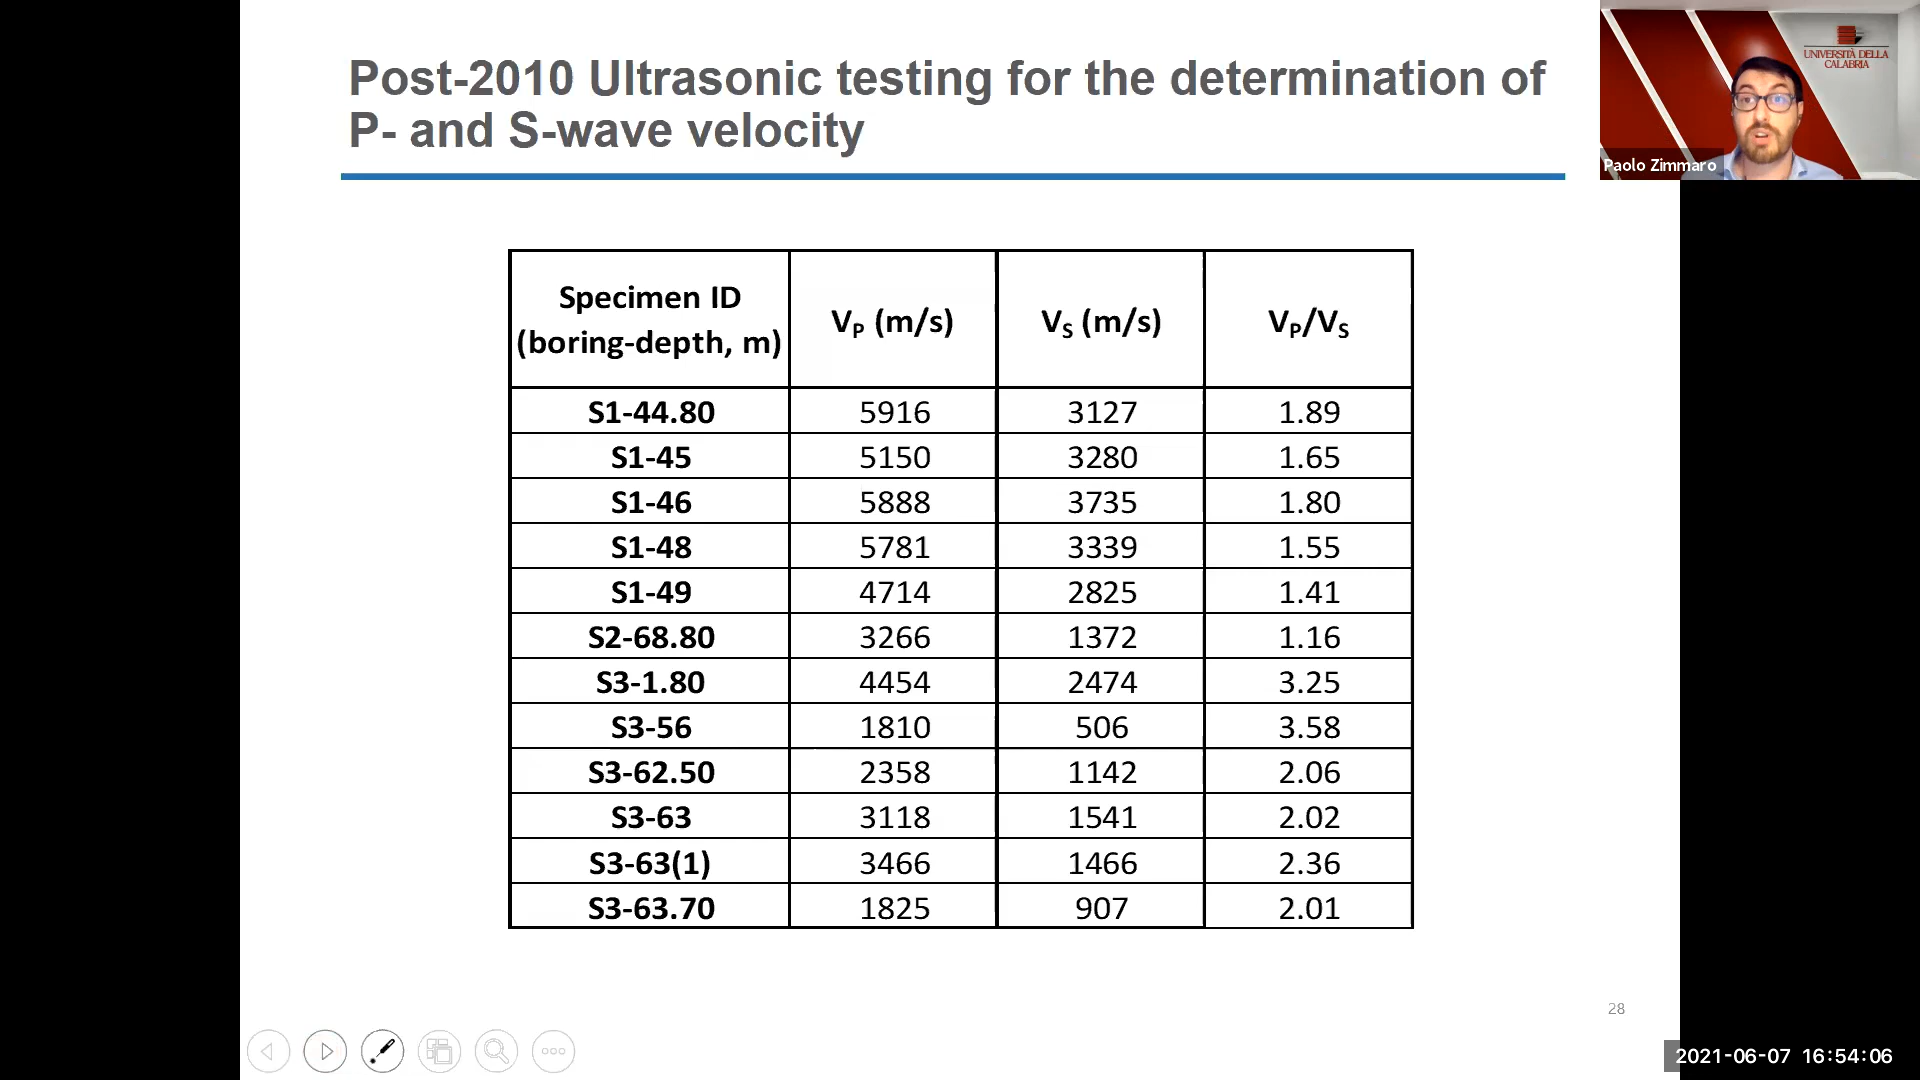 Post-2010 Ultrasonic testing for the determination of
P- and S-wave velocity
UNIVERSITÀ DELLA
CALABRIA
Paolo Zimmaro
Specimen ID
(boring-depth, m) VP (m/s) VS (m/s) VP/VS
S1-44.80 5916 3127 1.89
S1-45 5150 3280 1.65
S1-46 5888 3735 1.80
S1-48 5781 3339 1.55
S1-49 4714 2825 1.41
S2-68.80 3266 1372 1.16
S3-1.80 4454 2474 3.25
S3-56 1810 506 3.58
S3-62.50 2358 1142 2.06
S3-63 3118 1541 2.02
S3-63(1) 3466 1466 2.36
S3-63.70 1825 907 2.01
28
2021-06-07 16:54:06